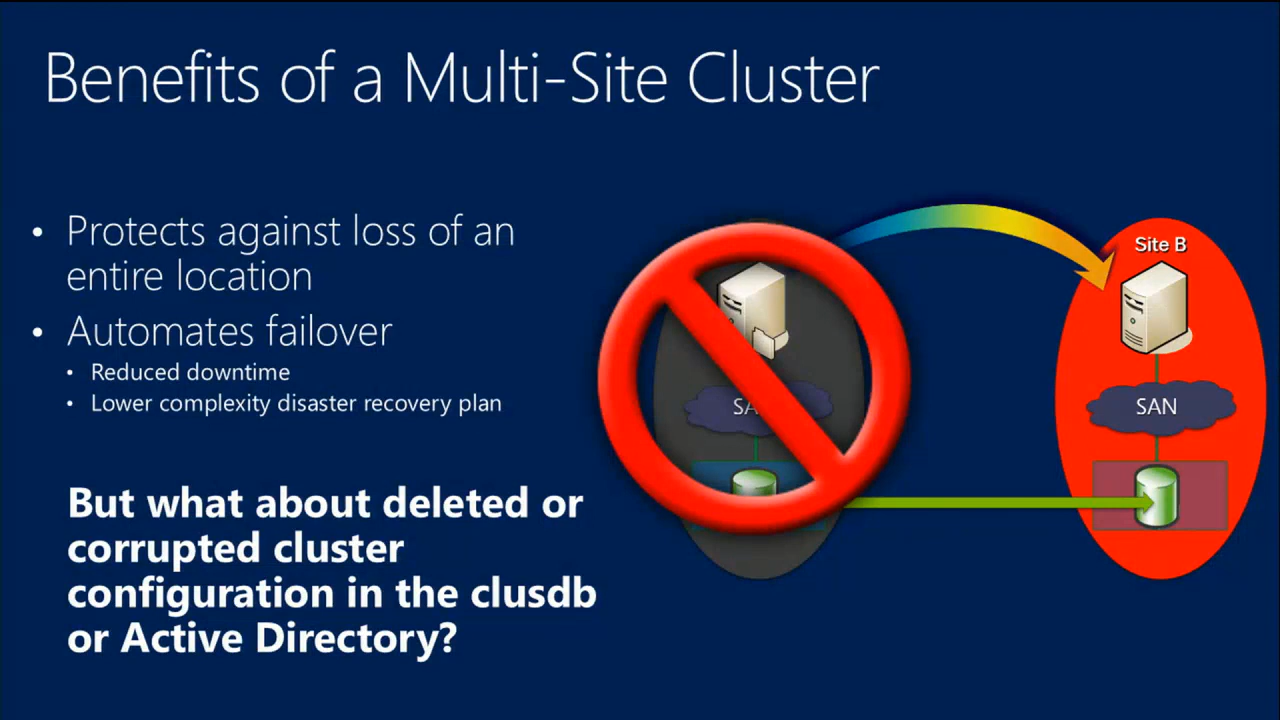 Benefits of a Multi-Site Cluster
• Protects against loss of an
entire location
• Automates failover
• Reduced downtime
• Lower complexity disaster recovery plan
But what about deleted or
corrupted cluster
configuration in the clusdb
or Active Directory?
Site B
SAN